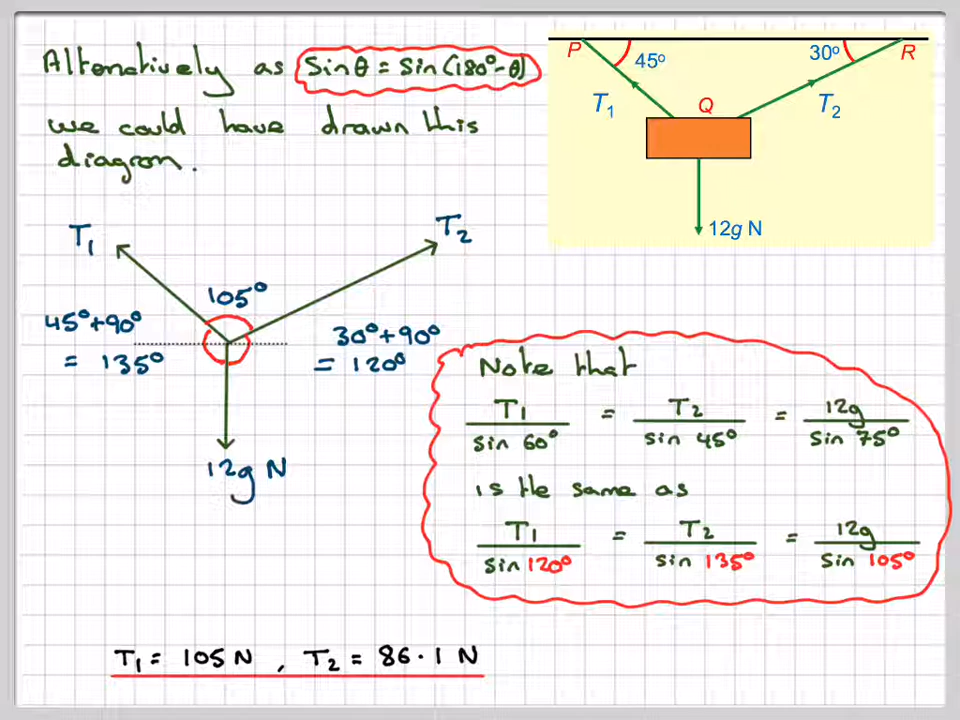 Alternatively as sinθ = sin(180°-θ)
we could have drawn this
diagram.
P
45°
30°
R
T₁
Q
T₂
12g N
T₁
T₂
105°
45°+90°
= 135°
30°+90°
= 120°
12g N
Note that
T₁/sin 60° = T₂/sin 45° = 12g/sin 75°
is the same as
T₁/sin 120° = T₂/sin 135° = 12g/sin 105°
T₁ = 105 N , T₂ = 86.1 N